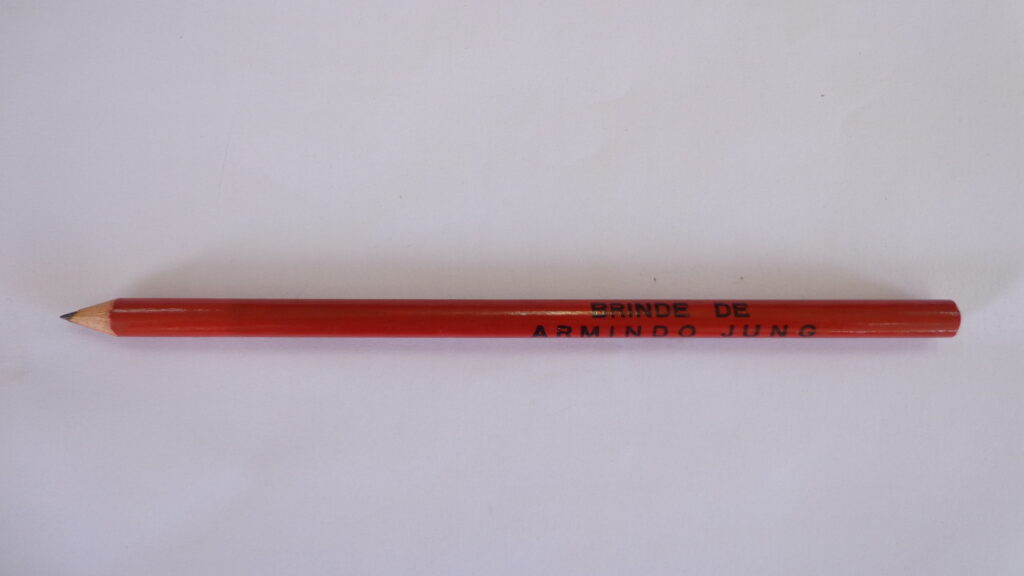 BRINDE DE
ARMINDO JUNG